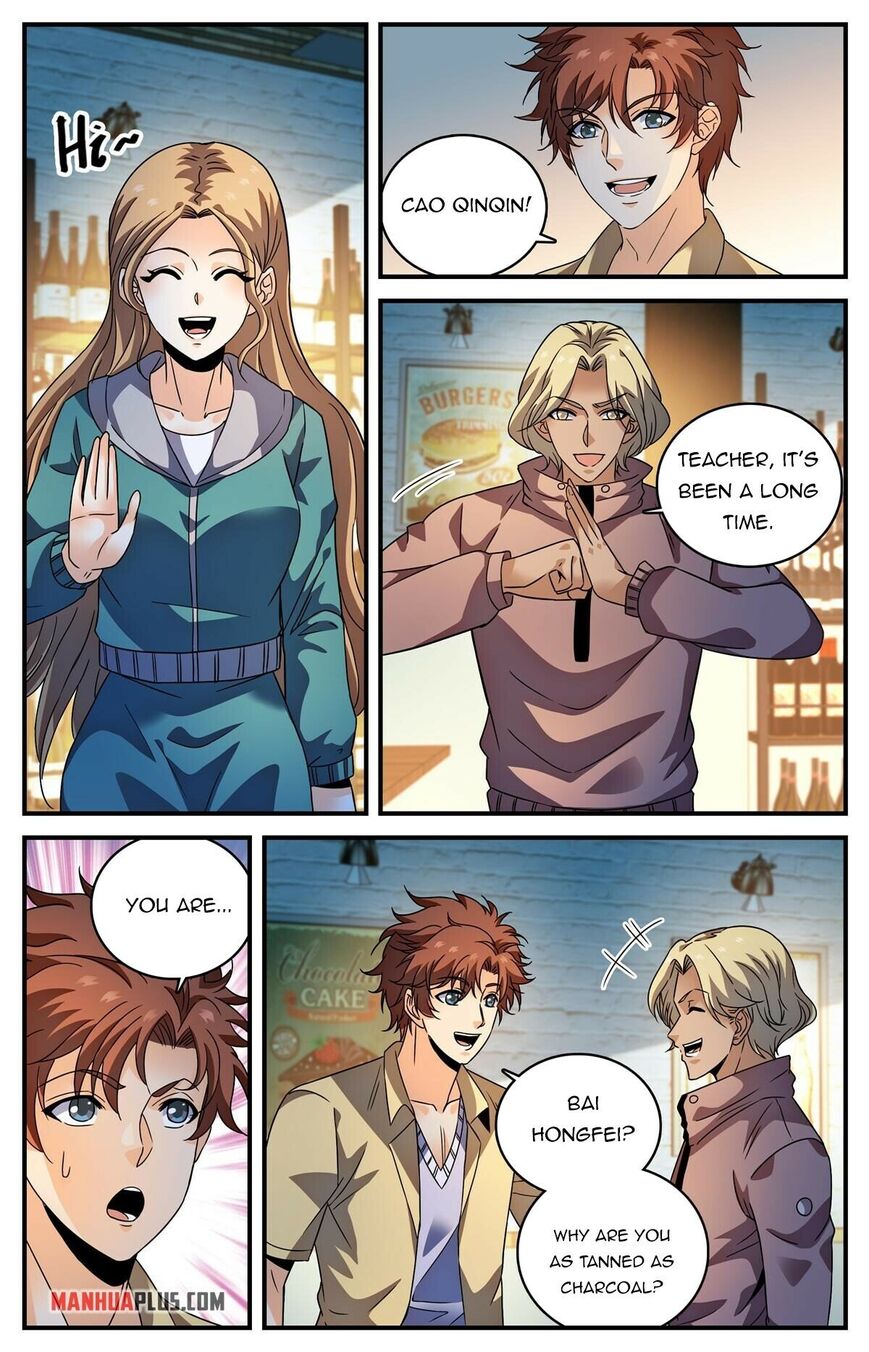 Hi~
CAO QINQIN!
BURGERS
TEACHER, IT'S
BEEN A LONG
TIME.
YOU ARE...
Chocolate
CAKE
BAI
HONGFEI?
WHY ARE YOU
AS TANNED AS
CHARCOAL?
MANHUAPLUS.COM